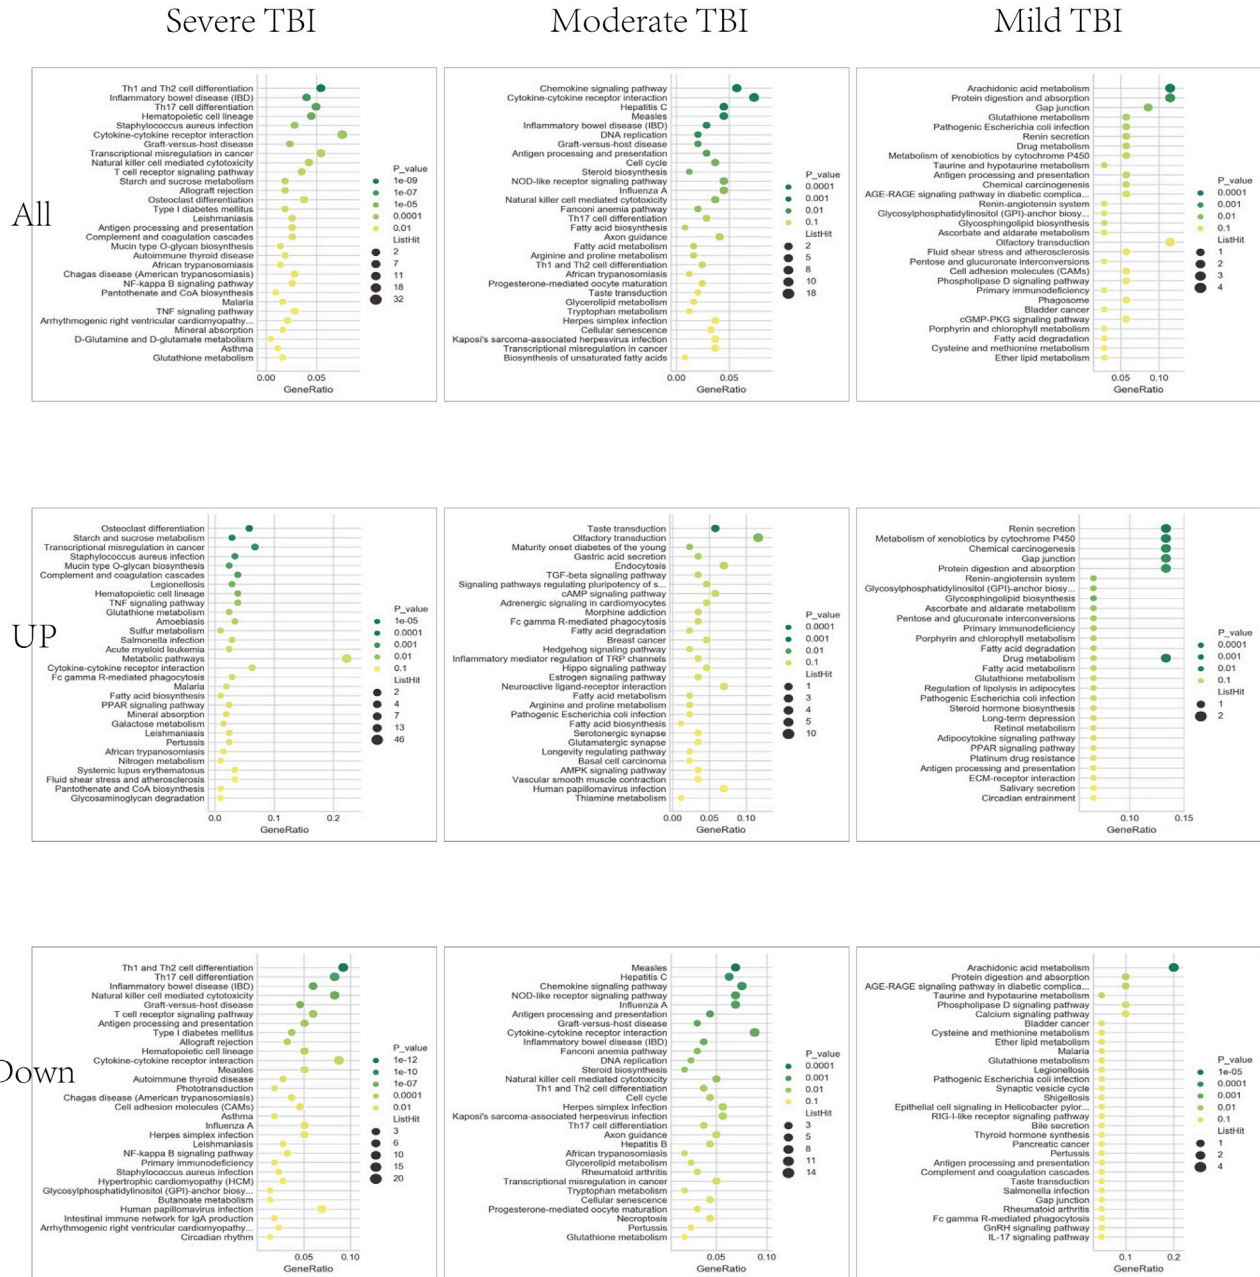 Severe TBI
Moderate TBI
Mild TBI
All
Th1 and Th2 cell differentiation
Inflammatory bowel disease (IBD)
Th17 cell differentiation
Hematopoietic cell lineage
Staphylococcus aureus infection
Cytokine-cytokine receptor interaction
Graft-versus-host disease
Transcriptional misregulation in cancer
Natural killer cell mediated cytotoxicity
T cell receptor signaling pathway
Starch and sucrose metabolism
Allograft rejection
Osteoclast differentiation
Type I diabetes mellitus
Leishmaniasis
Antigen processing and presentation
Complement and coagulation cascades
Mucin type O-glycan biosynthesis
Autoimmune thyroid disease
African trypanosomiasis
Chagas disease (American trypanosomiasis)
NF-kappa B signaling pathway
Pantothenate and CoA biosynthesis
Malaria
TNF signaling pathway
Arrhythmogenic right ventricular cardiomyopathy...
Mineral absorption
D-Glutamine and D-glutamate metabolism
Asthma
Glutathione metabolism
0.00 0.05
GeneRatio
P_value
1e-09
1e-07
1e-05
0.0001
0.01
ListHit
2
7
11
18
32
Chemokine signaling pathway
Cytokine-cytokine receptor interaction
Hepatitis C
Measles
Inflammatory bowel disease (IBD)
DNA replication
Graft-versus-host disease
Antigen processing and presentation
Cell cycle
Steroid biosynthesis
NOD-like receptor signaling pathway
Influenza A
Natural killer cell mediated cytotoxicity
Fanconi anemia pathway
Th17 cell differentiation
Fatty acid biosynthesis
Axon guidance
Fatty acid metabolism
Arginine and proline metabolism
Th1 and Th2 cell differentiation
African trypanosomiasis
Progesterone-mediated oocyte maturation
Taste transduction
Glycerolipid metabolism
Tryptophan metabolism
Herpes simplex infection
Cellular senescence
Kaposi's sarcoma-associated herpesvirus infection
Transcriptional misregulation in cancer
Biosynthesis of unsaturated fatty acids
0.00 0.05
GeneRatio
P_value
0.0001
0.001
0.01
0.1
ListHit
2
5
8
10
18
Arachidonic acid metabolism
Protein digestion and absorption
Gap junction
Glutathione metabolism
Pathogenic Escherichia coli infection
Renin secretion
Drug metabolism
Metabolism of xenobiotics by cytochrome P450
Taurine and hypotaurine metabolism
Antigen processing and presentation
Chemical carcinogenesis
AGE-RAGE signaling pathway in diabetic complica...
Renin-angiotensin system
Glycosylphosphatidylinositol (GPI)-anchor biosy...
Glycosphingolipid biosynthesis
Ascorbate and aldarate metabolism
Olfactory transduction
Fluid shear stress and atherosclerosis
Pentose and glucuronate interconversions
Cell adhesion molecules (CAMs)
Phospholipase D signaling pathway
Primary immunodeficiency
Phagosome
Bladder cancer
cGMP-PKG signaling pathway
Porphyrin and chlorophyll metabolism
Fatty acid degradation
Cysteine and methionine metabolism
Ether lipid metabolism
0.05 0.10
GeneRatio
P_value
0.0001
0.001
0.01
0.1
ListHit
1
2
3
4
UP
Osteoclast differentiation
Starch and sucrose metabolism
Transcriptional misregulation in cancer
Staphylococcus aureus infection
Mucin type O-glycan biosynthesis
Complement and coagulation cascades
Legionellosis
Hematopoietic cell lineage
TNF signaling pathway
Glutathione metabolism
Amoebiasis
Sulfur metabolism
Salmonella infection
Acute myeloid leukemia
Metabolic pathways
Cytokine-cytokine receptor interaction
Fc gamma R-mediated phagocytosis
Malaria
Fatty acid biosynthesis
PPAR signaling pathway
Mineral absorption
Galactose metabolism
Leishmaniasis
Pertussis
African trypanosomiasis
Nitrogen metabolism
Systemic lupus erythematosus
Fluid shear stress and atherosclerosis
Pantothenate and CoA biosynthesis
Glycosaminoglycan degradation
0.0 0.1 0.2
GeneRatio
P_value
1e-05
0.0001
0.001
0.01
0.1
ListHit
2
4
7
13
46
Taste transduction
Olfactory transduction
Maturity onset diabetes of the young
Gastric acid secretion
Endocytosis
TGF-beta signaling pathway
Signaling pathways regulating pluripotency of s...
cAMP signaling pathway
Adrenergic signaling in cardiomyocytes
Morphine addiction
Fc gamma R-mediated phagocytosis
Fatty acid degradation
Breast cancer
Hedgehog signaling pathway
Inflammatory mediator regulation of TRP channels
Hippo signaling pathway
Estrogen signaling pathway
Neuroactive ligand-receptor interaction
Fatty acid metabolism
Arginine and proline metabolism
Pathogenic Escherichia coli infection
Fatty acid biosynthesis
Serotonergic synapse
Glutamatergic synapse
Longevity regulating pathway
Basal cell carcinoma
AMPK signaling pathway
Vascular smooth muscle contraction
Human papillomavirus infection
Thiamine metabolism
0.00 0.05 0.10
GeneRatio
P_value
0.0001
0.001
0.01
0.1
ListHit
1
3
4
5
10
Renin secretion
Metabolism of xenobiotics by cytochrome P450
Chemical carcinogenesis
Gap junction
Protein digestion and absorption
Renin-angiotensin system
Glycosylphosphatidylinositol (GPI)-anchor biosy...
Glycosphingolipid biosynthesis
Ascorbate and aldarate metabolism
Pentose and glucuronate interconversions
Primary immunodeficiency
Porphyrin and chlorophyll metabolism
Fatty acid degradation
Drug metabolism
Fatty acid metabolism
Glutathione metabolism
Regulation of lipolysis in adipocytes
Pathogenic Escherichia coli infection
Steroid hormone biosynthesis
Long-term depression
Retinol metabolism
Adipocytokine signaling pathway
PPAR signaling pathway
Platinum drug resistance
Antigen processing and presentation
ECM-receptor interaction
Salivary secretion
Circadian entrainment
0.10 0.15
GeneRatio
P_value
0.0001
0.001
0.01
0.1
ListHit
1
2
Down
Th1 and Th2 cell differentiation
Th17 cell differentiation
Inflammatory bowel disease (IBD)
Natural killer cell mediated cytotoxicity
Graft-versus-host disease
T cell receptor signaling pathway
Antigen processing and presentation
Type I diabetes mellitus
Allograft rejection
Hematopoietic cell lineage
Cytokine-cytokine receptor interaction
Measles
Autoimmune thyroid disease
Phototransduction
Chagas disease (American trypanosomiasis)
Cell adhesion molecules (CAMs)
Asthma
Influenza A
Herpes simplex infection
Leishmaniasis
NF-kappa B signaling pathway
Primary immunodeficiency
Staphylococcus aureus infection
Hypertrophic cardiomyopathy (HCM)
Glycosylphosphatidylinositol (GPI)-anchor biosy...
Butanoate metabolism
Human papillomavirus infection
Intestinal immune network for IgA production
Arrhythmogenic right ventricular cardiomyopathy...
Circadian rhythm
0.05 0.10
GeneRatio
P_value
1e-12
1e-10
1e-07
0.0001
0.01
ListHit
3
6
10
15
20
Measles
Hepatitis C
Chemokine signaling pathway
NOD-like receptor signaling pathway
Influenza A
Antigen processing and presentation
Graft-versus-host disease
Cytokine-cytokine receptor interaction
Inflammatory bowel disease (IBD)
Fanconi anemia pathway
DNA replication
Steroid biosynthesis
Natural killer cell mediated cytotoxicity
Th1 and Th2 cell differentiation
Cell cycle
Herpes simplex infection
Kaposi's sarcoma-associated herpesvirus infection
Th17 cell differentiation
Axon guidance
Hepatitis B
African trypanosomiasis
Glycerolipid metabolism
Rheumatoid arthritis
Transcriptional misregulation in cancer
Tryptophan metabolism
Cellular senescence
Progesterone-mediated oocyte maturation
Necroptosis
Pertussis
Glutathione metabolism
0.05 0.10
GeneRatio
P_value
0.0001
0.001
0.01
0.1
ListHit
3
5
8
11
14
Arachidonic acid metabolism
Protein digestion and absorption
AGE-RAGE signaling pathway in diabetic complica...
Taurine and hypotaurine metabolism
Phospholipase D signaling pathway
Calcium signaling pathway
Bladder cancer
Cysteine and methionine metabolism
Ether lipid metabolism
Malaria
Glutathione metabolism
Legionellosis
Pathogenic Escherichia coli infection
Synaptic vesicle cycle
Shigellosis
Epithelial cell signaling in Helicobacter pylor...
RIG-I-like receptor signaling pathway
Bile secretion
Thyroid hormone synthesis
Pancreatic cancer
Pertussis
Antigen processing and presentation
Complement and coagulation cascades
Taste transduction
Salmonella infection
Gap junction
Rheumatoid arthritis
Fc gamma R-mediated phagocytosis
GnRH signaling pathway
IL-17 signaling pathway
0.1 0.2
GeneRatio
P_value
1e-05
0.0001
0.001
0.01
0.1
ListHit
1
2
4